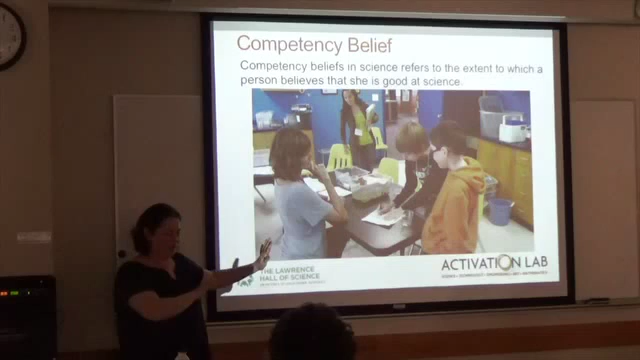 Competency Belief
Competency beliefs in science refers to the extent to which a
person believes that she is good at science.
THE LAWRENCE
HALL OF SCIENCE
ACTIVATION LAB